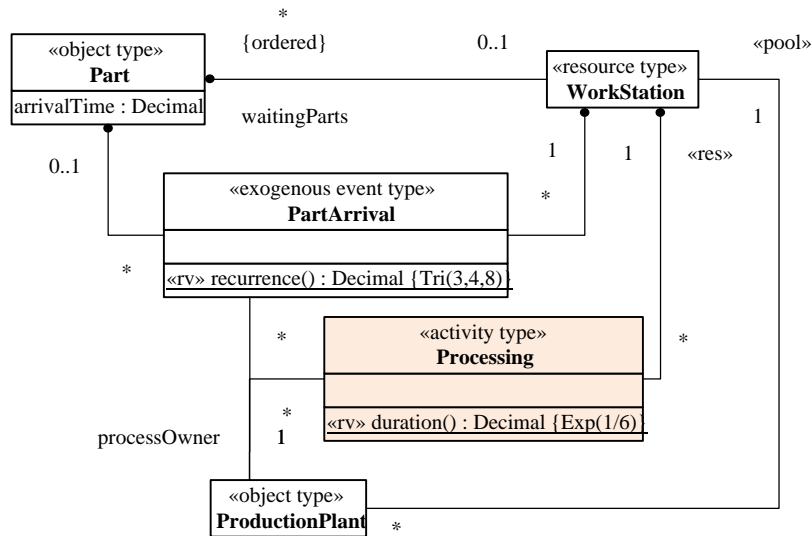 *
«object type»
{ordered}
0..1
«pool»
Part
«resource type»
WorkStation
arrivalTime : Decimal
waitingParts
1
0..1
1
1
«res»
«exogenous event type»
PartArrival
*
*
«rv» recurrence() : Decimal {Tri(3,4,8)}
*
«activity type»
*
Processing
*
«rv» duration() : Decimal {Exp(1/6)}
processOwner
1
«object type»
ProductionPlant
*